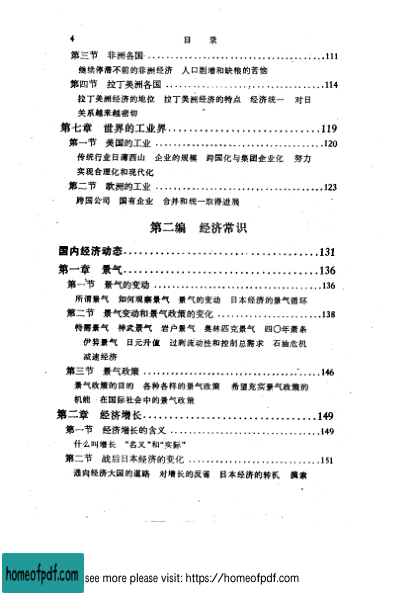 4 目 录
第三节 非洲各国……………………………111
继续停滞不前的非洲经济 人口剧增和缺粮的苦恼
第四节 拉丁美洲各国……………………………114
拉丁美洲经济的地位 拉丁美洲经济的特点 经济统一 对日
关系越来越密切
第七章 世界的工业界……………………………119
第一节 美国的工业……………………………120
传统行业日薄西山 企业的规模 跨国化与集团企业化 努力
实现合理化和现代化
第二节 欧洲的工业……………………………123
跨国公司 国有企业 合并和统一取得进展
第二编 经济常识
国内经济动态……………………………131
第一章 景气……………………………136
第一节 景气的变动……………………………136
所谓景气 如何观察景气 景气的变动 日本经济的景气循环
第二节 景气变动和景气政策的变化……………………………138
特需景气 神武景气 岩户景气 奥林匹克景气 四〇年萧条
伊弉景气 日元升值 过剩流动性和控制总需求 石油危机
减速经济
第三节 景气政策……………………………146
景气政策的目的 各种各样的景气政策 希望充实景气政策的
机能 在国际社会中的景气政策
第二章 经济增长……………………………149
第一节 经济增长的含义……………………………149
什么叫增长 “名义”和“实际”
第二节 战后日本经济的变化……………………………151
迈向经济大国的道路 对增长的反省 日本经济的转机 摸索
homeofpdf.com
see more please visit: https://homeofpdf.com